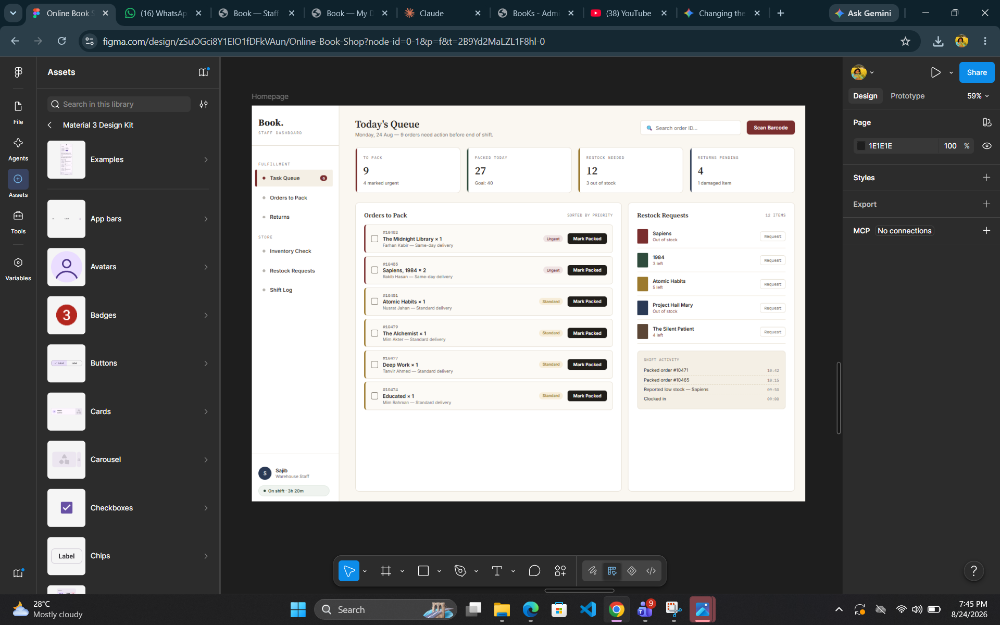 Online Book S
(16) WhatsAp
Book — Staff
Book — My D
Claude
BooKs - Adm
(38) YouTube
Changing the
Ask Gemini
figma.com/design/zSuOGci8Y1EIO1fDFkVAun/Online-Book-Shop?node-id=0-1&p=f&t=2B9Yd2MaLZL1F8hl-0
File
Agents
Assets
Tools
Variables
Assets
Search in this library
Material 3 Design Kit
Examples
App bars
Avatars
3
Badges
Label
Label
Buttons
Cards
Carousel
Checkboxes
Label
Chips
Homepage
Book.
STAFF DASHBOARD
FULFILLMENT
Task Queue
9
Orders to Pack
Returns
STORE
Inventory Check
Restock Requests
Shift Log
S
Sajib
Warehouse Staff
On shift · 3h 20m
Today's Queue
Monday, 24 Aug — 9 orders need action before end of shift.
Search order ID...
Scan Barcode
TO PACK
9
4 marked urgent
PACKED TODAY
27
Goal: 40
RESTOCK NEEDED
12
3 out of stock
RETURNS PENDING
4
1 damaged item
Orders to Pack
SORTED BY PRIORITY
#10482
The Midnight Library × 1
Farhan Kabir — Same-day delivery
Urgent
Mark Packed
#10485
Sapiens, 1984 × 2
Rakib Hasan — Same-day delivery
Urgent
Mark Packed
#10481
Atomic Habits × 1
Nusrat Jahan — Standard delivery
Standard
Mark Packed
#10479
The Alchemist × 1
Mim Akter — Standard delivery
Standard
Mark Packed
#10477
Deep Work × 1
Tanvir Ahmed — Standard delivery
Standard
Mark Packed
#10474
Educated × 1
Mim Rahman — Standard delivery
Standard
Mark Packed
Restock Requests
12 ITEMS
Sapiens
Out of stock
Request
1984
3 left
Request
Atomic Habits
5 left
Request
Project Hail Mary
Out of stock
Request
The Silent Patient
4 left
Request
SHIFT ACTIVITY
Packed order #10471
10:42
Packed order #10465
10:15
Reported low stock — Sapiens
09:50
Clocked in
09:00
Share
Design
Prototype
59%
Page
1E1E1E
100
%
Styles
Export
MCP
No connections
?
28°C
Mostly cloudy
Search
9
7:45 PM
8/24/2026